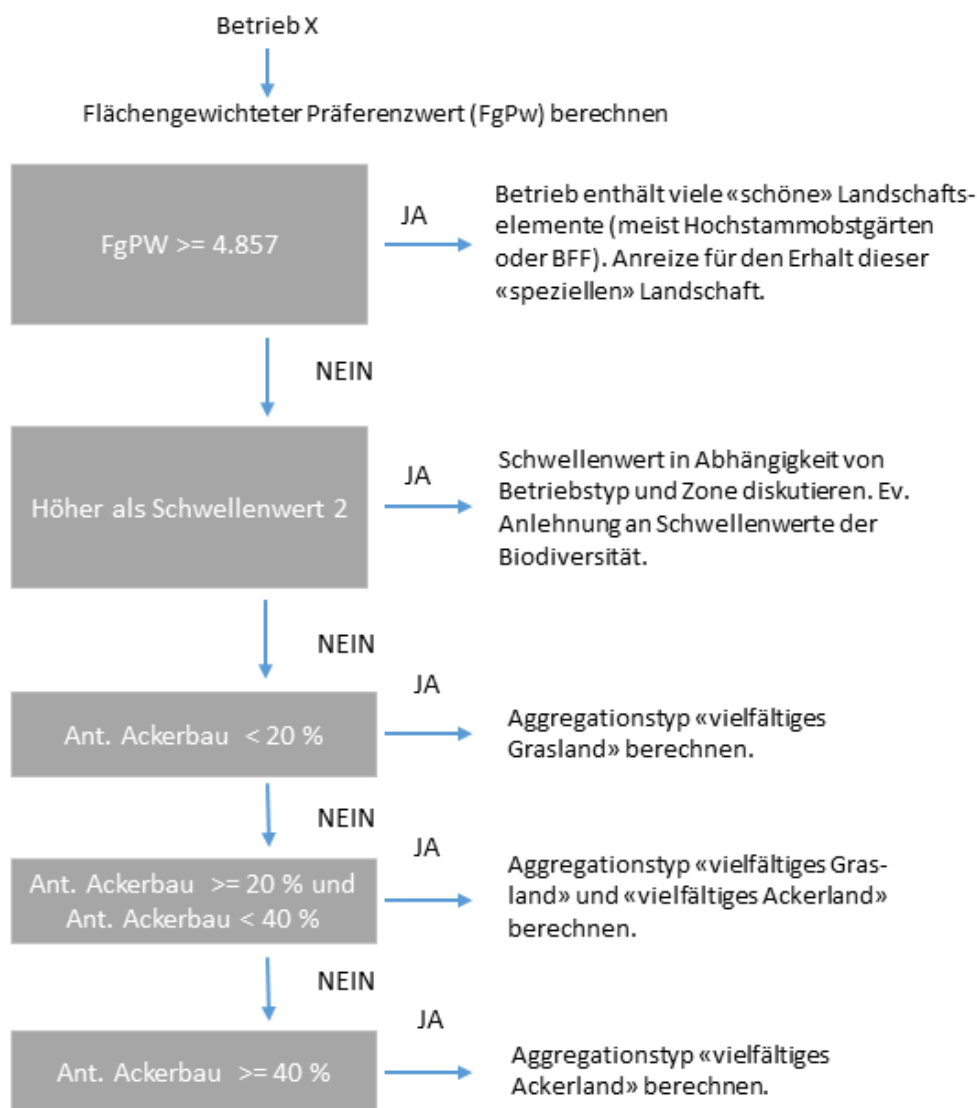 Betrieb X
Flächengewichteter Präferenzwert (FgPw) berechnen
FgPW >= 4.857
JA
Betrieb enthält viele «schöne» Landschafts-
elemente (meist Hochstammobstgärten
oder BFF). Anreize für den Erhalt dieser
«speziellen» Landschaft.
NEIN
Höher als Schwellenwert 2
JA
Schwellenwert in Abhängigkeit von
Betriebstyp und Zone diskutieren. Ev.
Anlehnung an Schwellenwerte der
Biodiversität.
NEIN
Ant. Ackerbau < 20 %
JA
Aggregationstyp «vielfältiges
Grasland» berechnen.
NEIN
Ant. Ackerbau >= 20 % und
Ant. Ackerbau < 40 %
JA
Aggregationstyp «vielfältiges Gras-
land» und «vielfältiges Ackerland»
berechnen.
NEIN
Ant. Ackerbau >= 40 %
JA
Aggregationstyp «vielfältiges
Ackerland» berechnen.